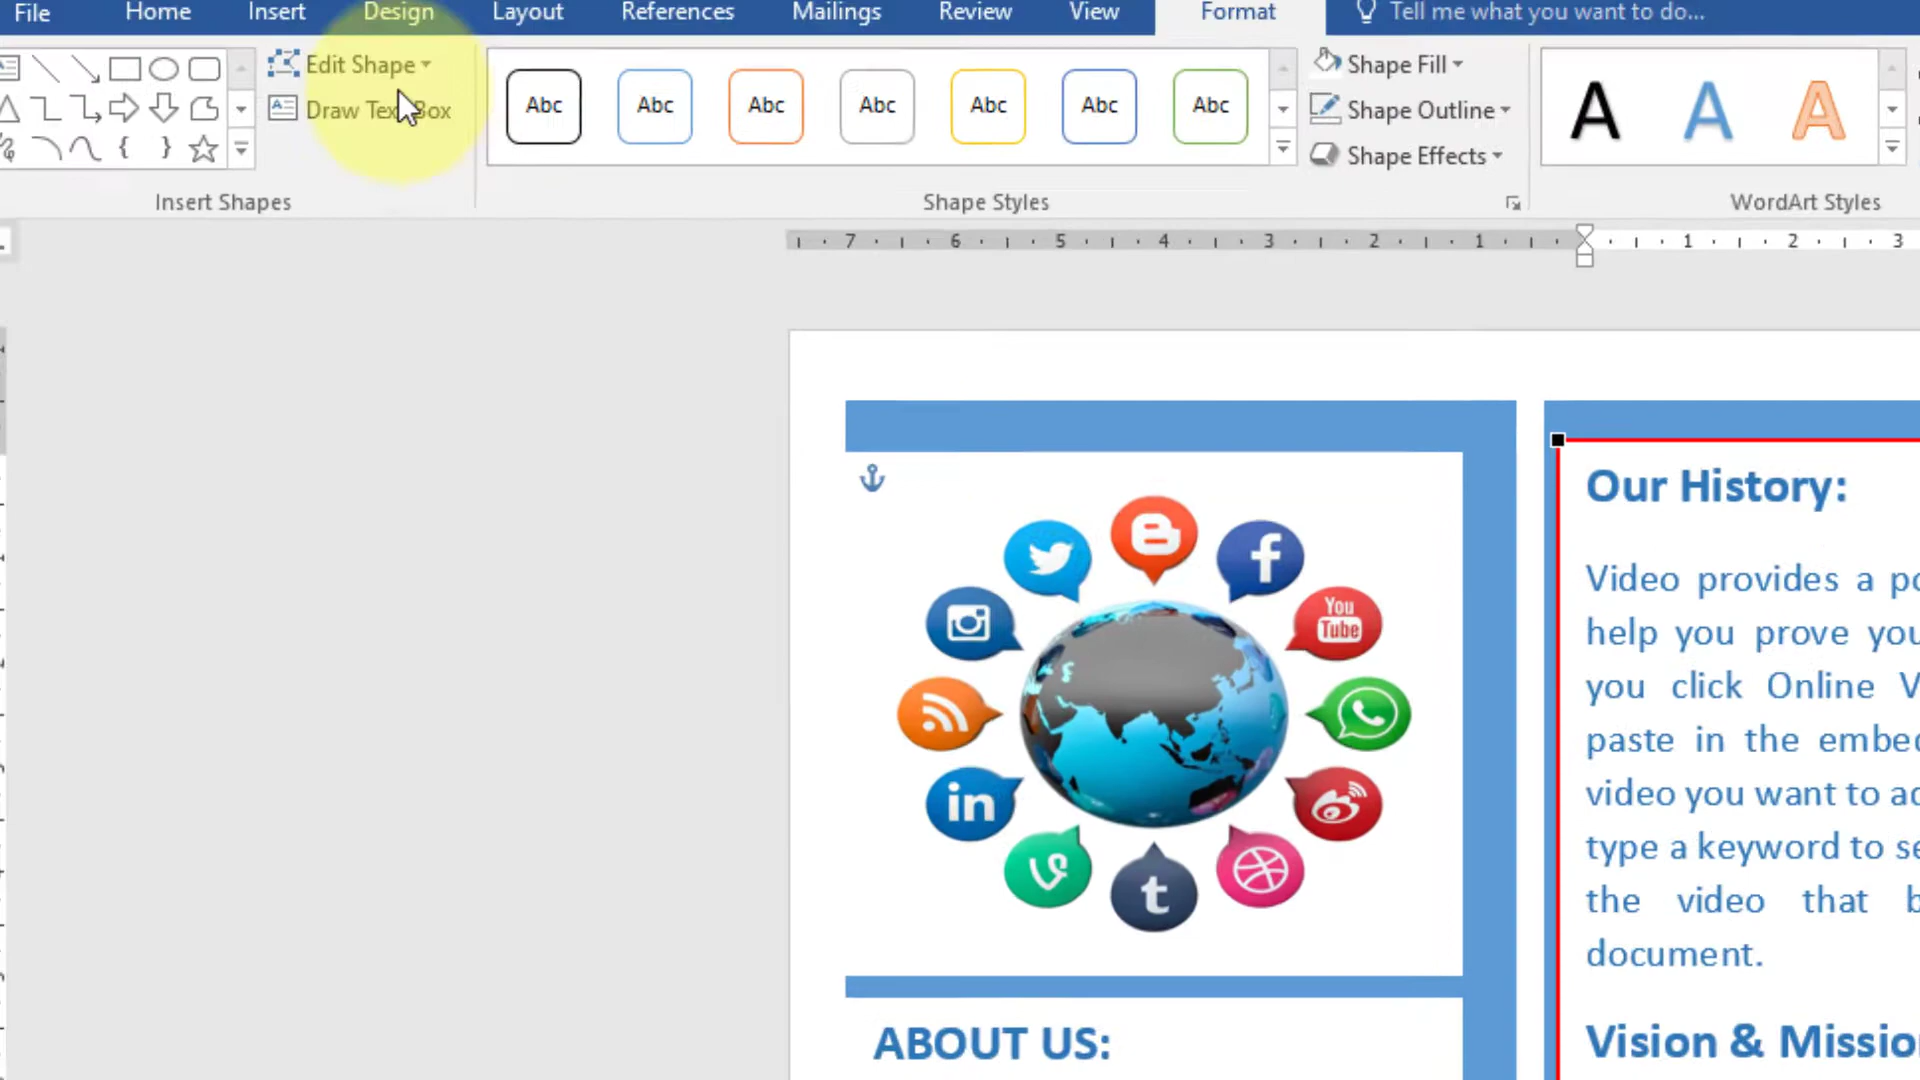 File Home Insert Design Layout References Mailings Review View Format Tell me what you want to do...
Edit Shape
Draw Text Box
Abc Abc Abc Abc Abc Abc Abc
Shape Fill
Shape Outline
Shape Effects
A A A
Insert Shapes Shape Styles WordArt Styles
7 6 5 4 3 2 1 1 2 3
You
Tube
in
ABOUT US:
Our History:
Video provides a po
help you prove you
you click Online V
paste in the embed
video you want to ad
type a keyword to se
the video that b
document.
Vision & Mission